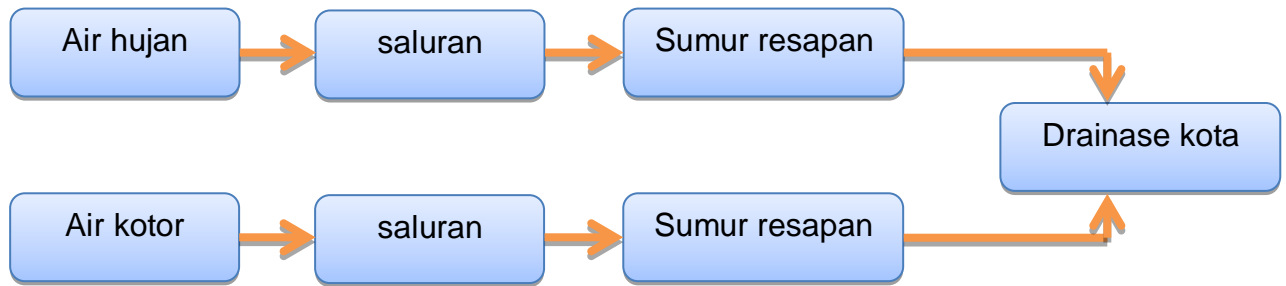 Air hujan
saluran
Sumur resapan
Drainase kota
Air kotor
saluran
Sumur resapan